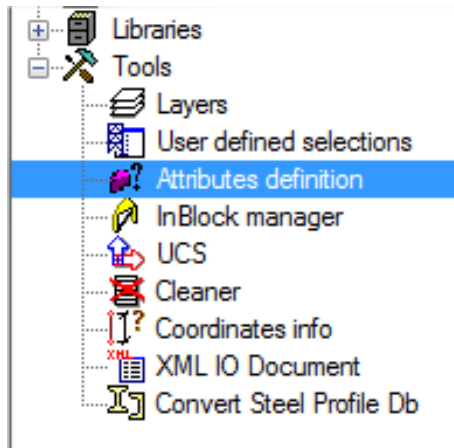 Libraries
Tools
Layers
User defined selections
Attributes definition
InBlock manager
UCS
Cleaner
Coordinates info
XML IO Document
Convert Steel Profile Db